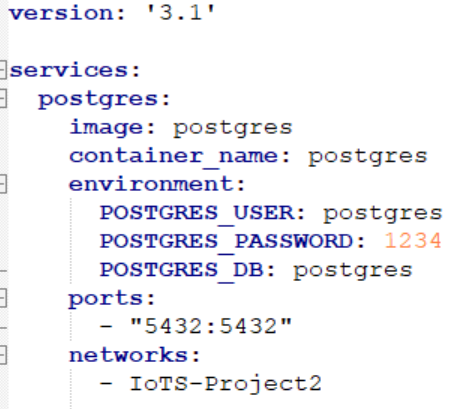 version: '3.1'
services:
  postgres:
    image: postgres
    container_name: postgres
    environment:
      POSTGRES_USER: postgres
      POSTGRES_PASSWORD: 1234
      POSTGRES_DB: postgres
    ports:
      - "5432:5432"
    networks:
      - IoTS-Project2